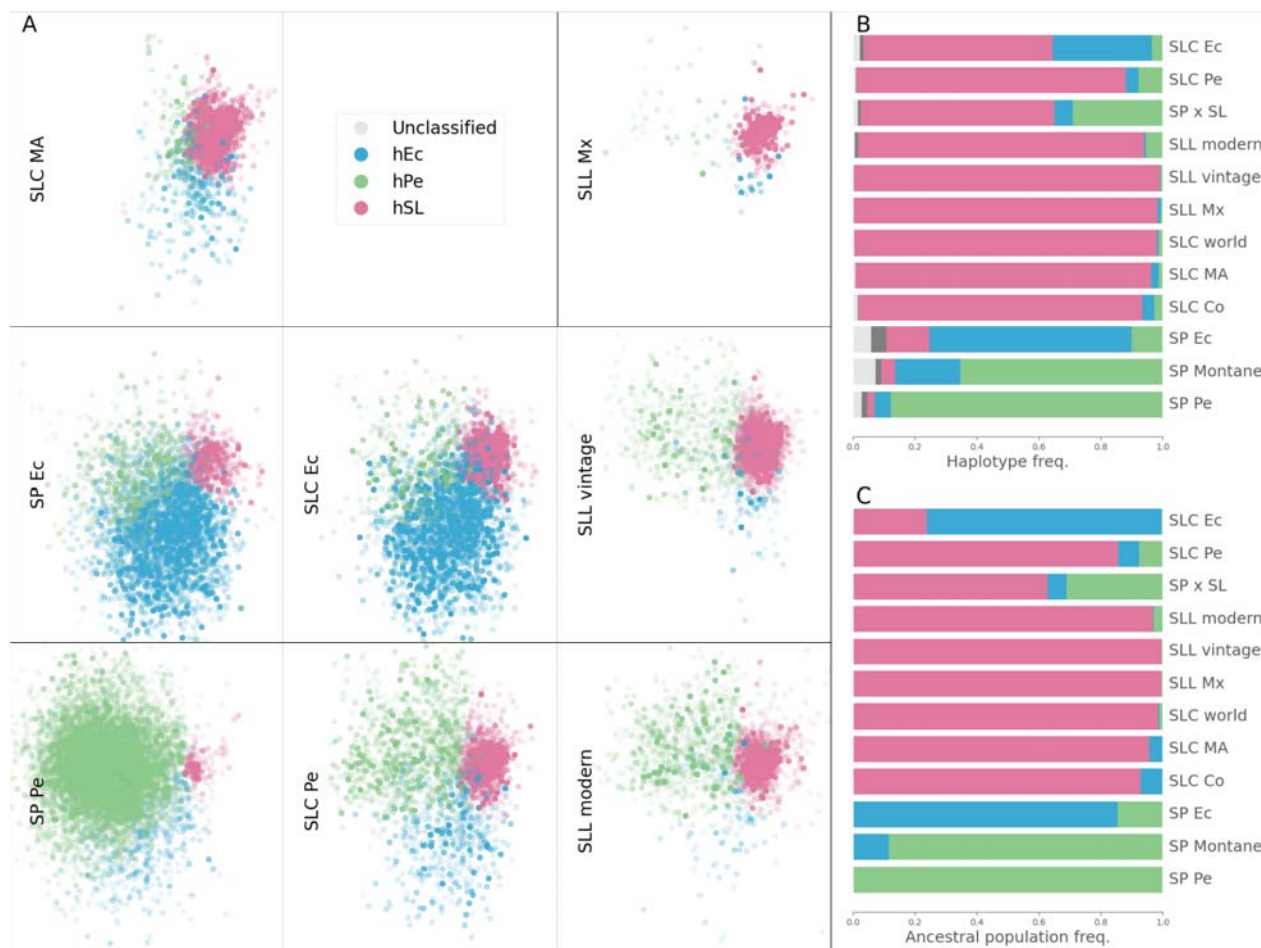 A
SLC MA
Unclassified
hEc
hPe
hSL
SLL Mx
SP Ec
SLC Ec
SLL vintage
SP Pe
SLC Pe
SLL modern
B
SLC Ec
SLC Pe
SP x SL
SLL modern
SLL vintage
SLL Mx
SLC world
SLC MA
SLC Co
SP Ec
SP Montane
SP Pe
0.0 0.2 0.4 0.6 0.8 1.0
Haplotype freq.
C
SLC Ec
SLC Pe
SP x SL
SLL modern
SLL vintage
SLL Mx
SLC world
SLC MA
SLC Co
SP Ec
SP Montane
SP Pe
0.0 0.2 0.4 0.6 0.8 1.0
Ancestral population freq.